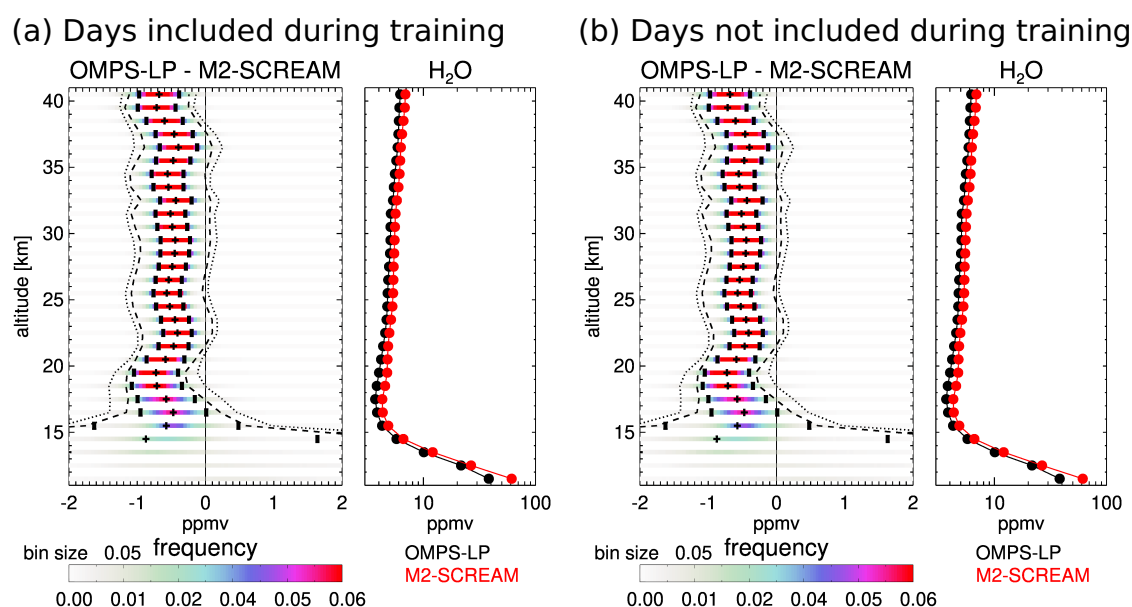 (a) Days included during training
(b) Days not included during training
OMPS-LP - M2-SCREAM
H₂O
OMPS-LP - M2-SCREAM
H₂O
altitude [km]
40
35
30
25
20
15
-2 -1 0 1 2
ppmv
10 100
ppmv
altitude [km]
40
35
30
25
20
15
-2 -1 0 1 2
ppmv
10 100
ppmv
bin size 0.05 frequency
0.00 0.01 0.02 0.04 0.05 0.06
OMPS-LP
M2-SCREAM
bin size 0.05 frequency
0.00 0.01 0.02 0.04 0.05 0.06
OMPS-LP
M2-SCREAM